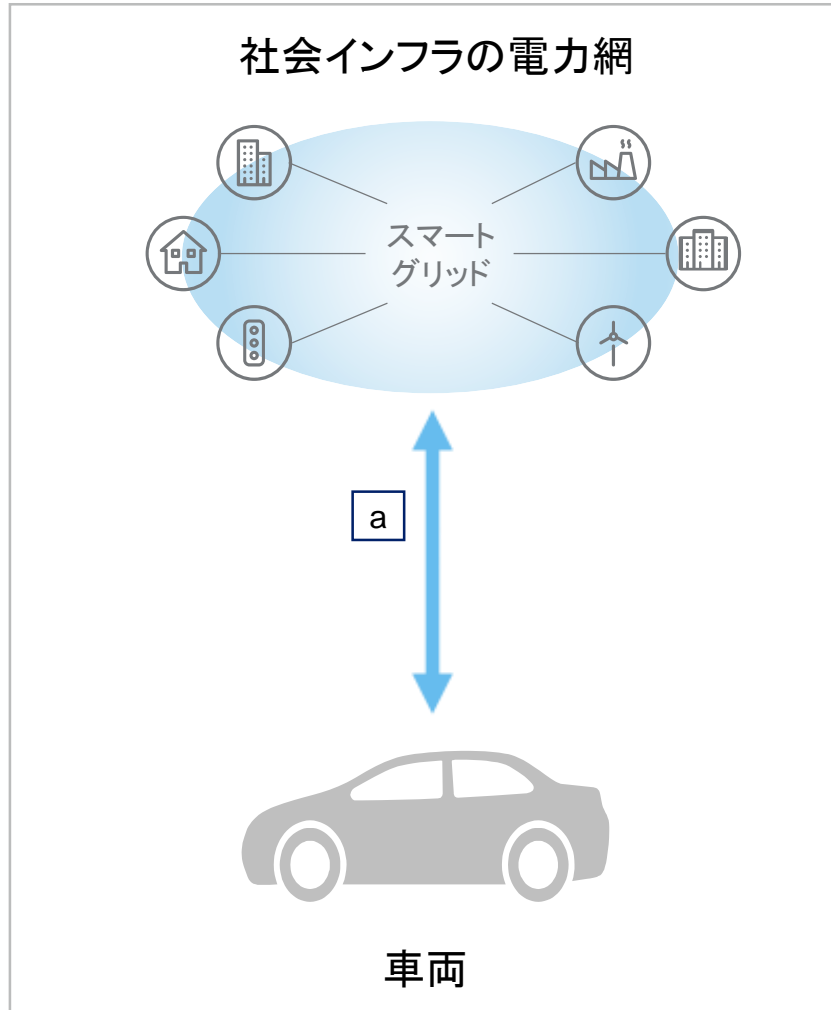 社会インフラの電力網
スマート
グリッド
a
車両